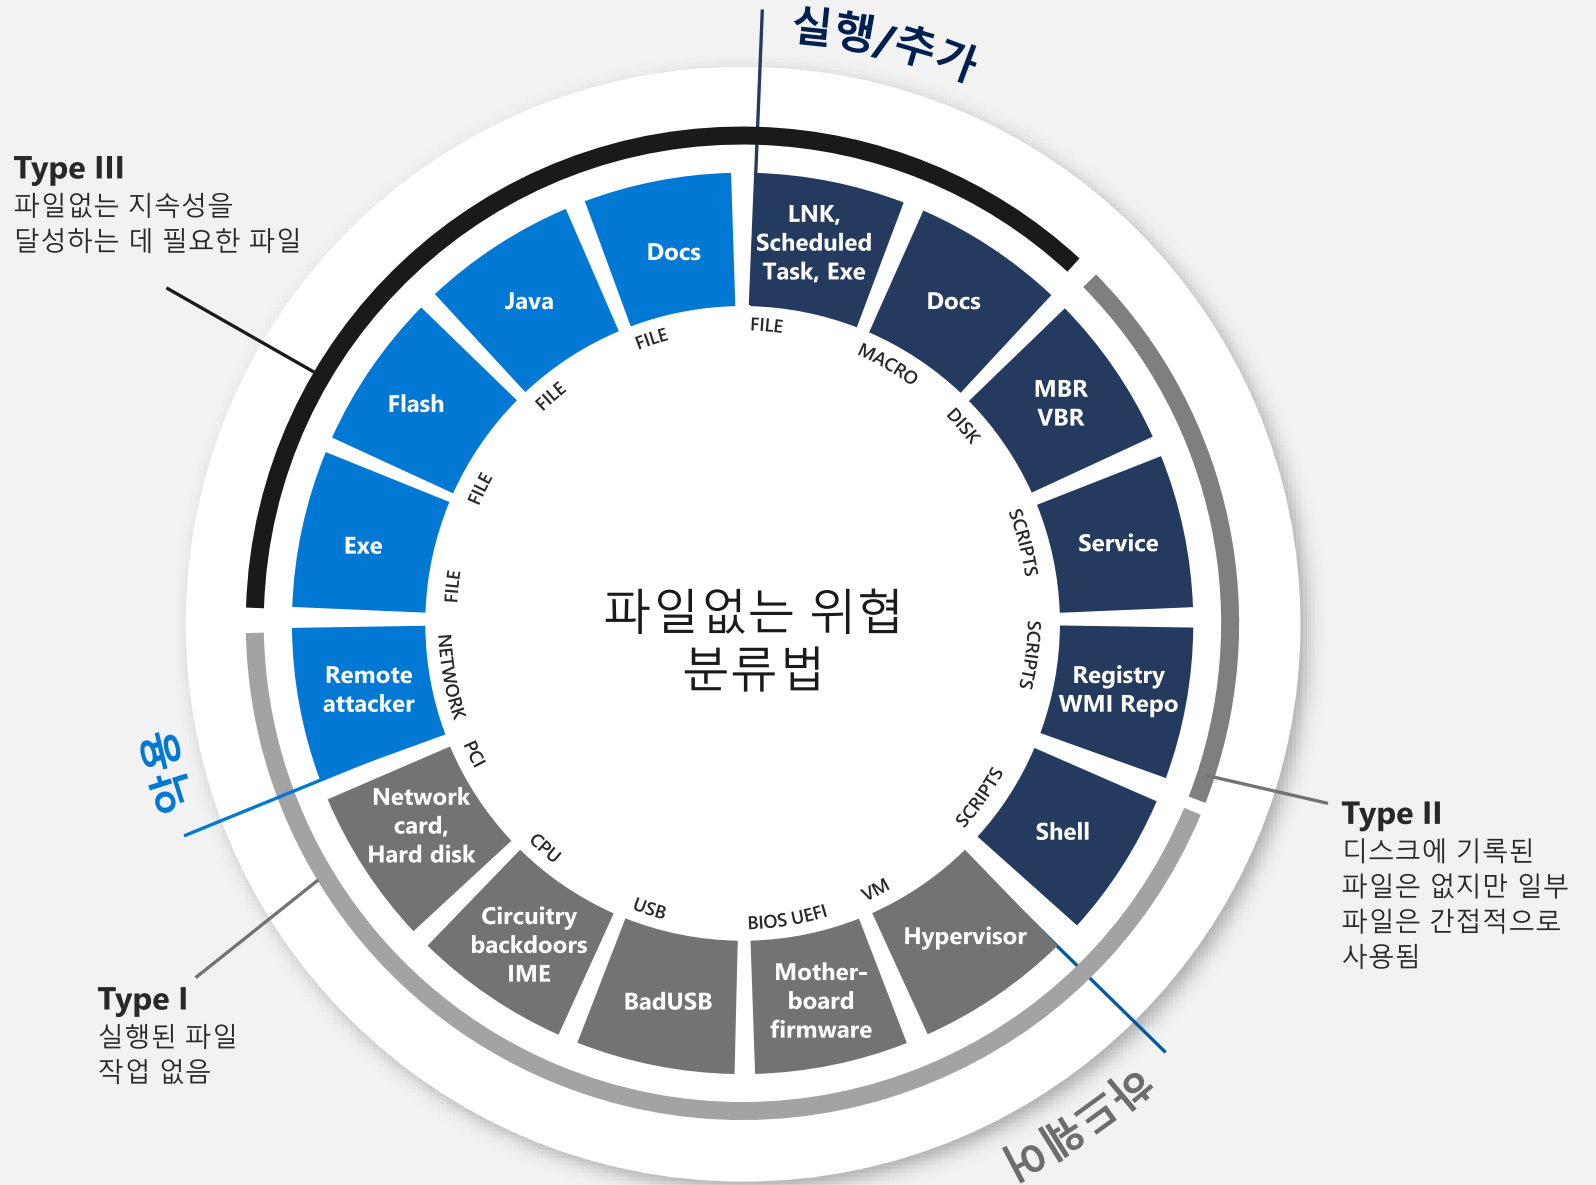 실행/추가
Type III
파일없는 지속성을
달성하는 데 필요한 파일
LNK,
Scheduled
Task, Exe
FILE
Docs
MACRO
MBR
VBR
DISK
Service
SCRIPTS
Registry
WMI Repo
SCRIPTS
Shell
SCRIPTS
Type II
디스크에 기록된
파일은 없지만 일부
파일은 간접적으로
사용됨
하드웨어
Hypervisor
VM
Mother-
board
firmware
BIOS UEFI
BadUSB
USB
Circuitry
backdoors
IME
CPU
Network
card,
Hard disk
PCI
Type I
실행된 파일
작업 없음
악용
Remote
attacker
NETWORK
Exe
FILE
Flash
FILE
Java
FILE
Docs
FILE
파일없는 위협
분류법